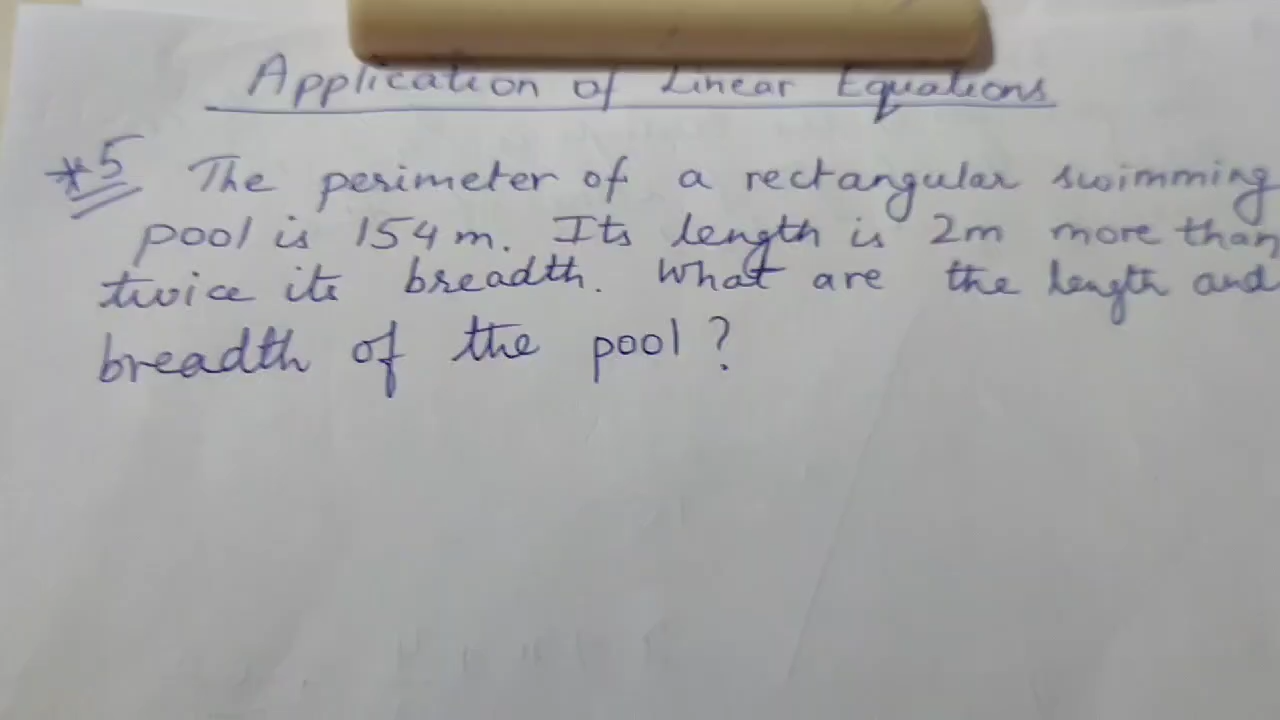 Application of Linear Equations
*5 The perimeter of a rectangular swimming
pool is 154 m. Its length is 2m more than
twice its breadth. What are the length and
breadth of the pool?